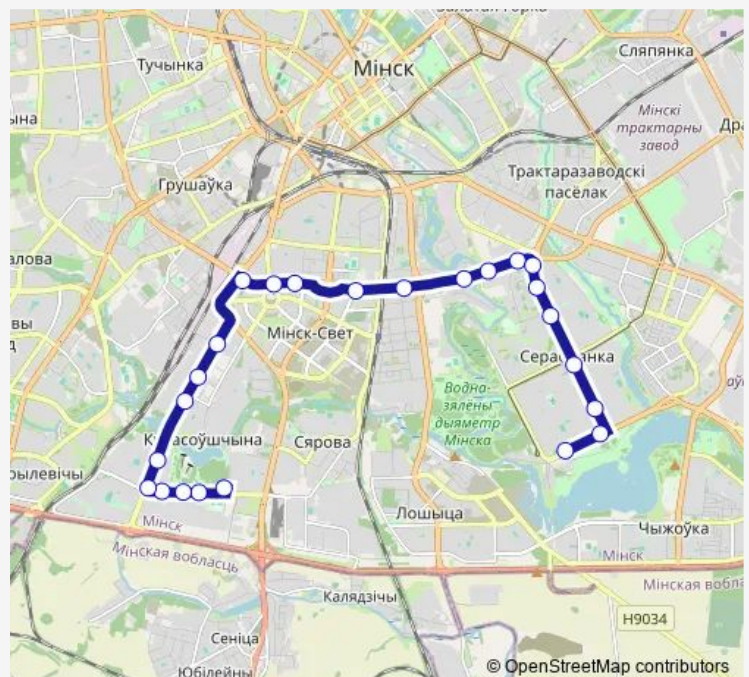 Тучынка
Мінск
Сляпянка
Мінскі
трактарны
завод
Грушаўка
Трактаразаводскі
пасёлак
Мінск-Свет
Водна-
зялёны
дыяметр
Мінска
Сярова
Лошыца
Мінск
Мінская вобласць
Чыжоўка
Мінск
Калядзічы
H9034
Сеніца
Юбілейны
© OpenStreetMap contributors